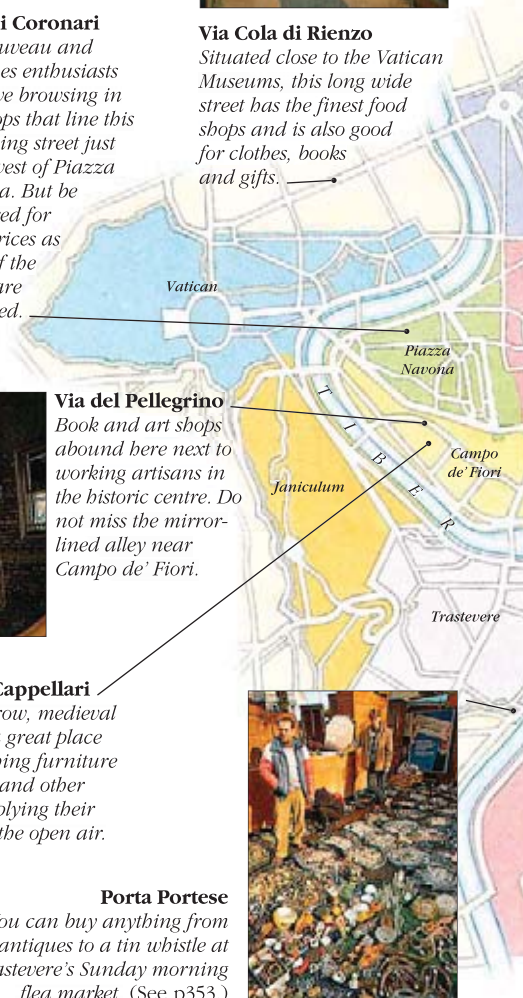 i Coronari
uveau and
es enthusiasts
ve browsing in
ops that line this
ing street just
vest of Piazza
a. But be
ed for
rices as
f the
are
ed.
Via Cola di Rienzo
Situated close to the Vatican
Museums, this long wide
street has the finest food
shops and is also good
for clothes, books
and gifts.
Vatican
Piazza
Navona
Via del Pellegrino
Book and art shops
abound here next to
working artisans in
the historic centre. Do
not miss the mirror-
lined alley near
Campo de' Fiori.
TIBER
Campo
de' Fiori
Janiculum
Trastevere
Cappellari
row, medieval
great place
ping furniture
and other
plying their
the open air.
Porta Portese
You can buy anything from
antiques to a tin whistle at
astevere's Sunday morning
flea market. (See p353.)